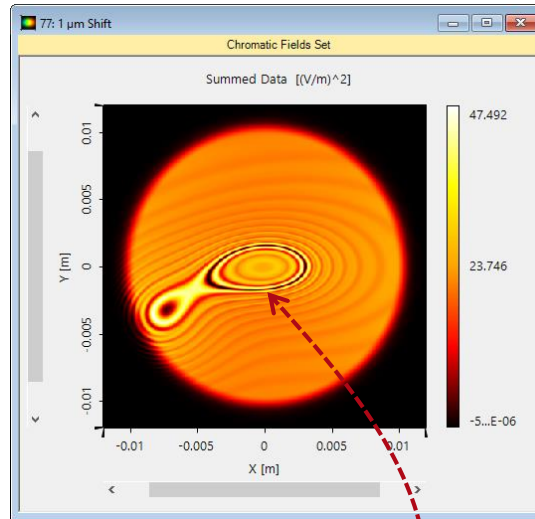 77: 1 µm Shift
Chromatic Fields Set
Summed Data [(V/m)^2]
47.492
23.746
-5...E-06
Y [m]
0.01
0.005
0
-0.005
-0.01
-0.01
-0.005
0
0.005
0.01
X [m]